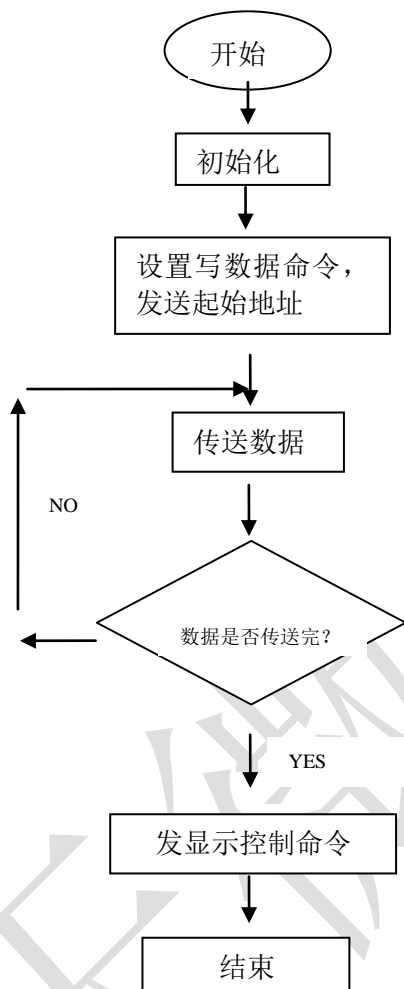 开始
初始化
设置写数据命令，
发送起始地址
传送数据
NO
数据是否传送完?
YES
发显示控制命令
结束